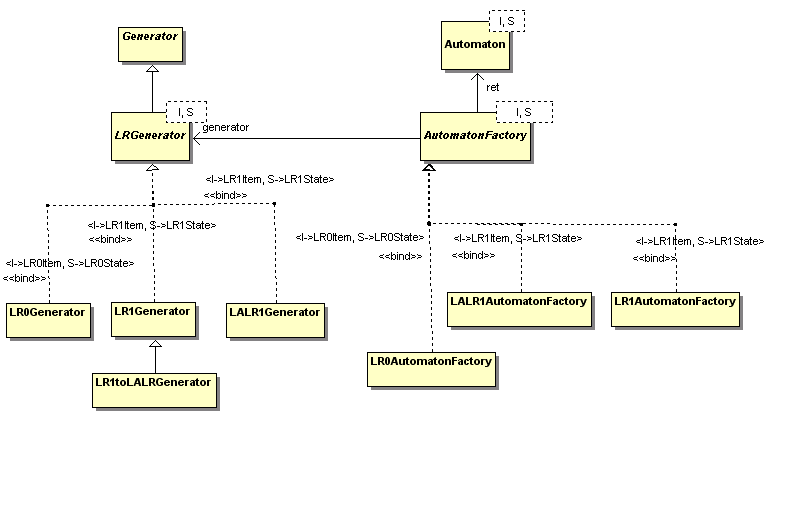 I, S
Generator
Automaton
ret
I, S
I, S
LRGenerator
generator
AutomatonFactory
<I->LR1Item, S->LR1State>
<<bind>>
<I->LR1Item, S->LR1State>
<<bind>>
<I->LR0Item, S->LR0State>
<<bind>>
<I->LR0Item, S->LR0State>
<<bind>>
<I->LR1Item, S->LR1State>
<<bind>>
<I->LR1Item, S->LR1State>
<<bind>>
LR0Generator
LR1Generator
LALR1Generator
LALR1AutomatonFactory
LR1AutomatonFactory
LR0AutomatonFactory
LR1toLALRGenerator